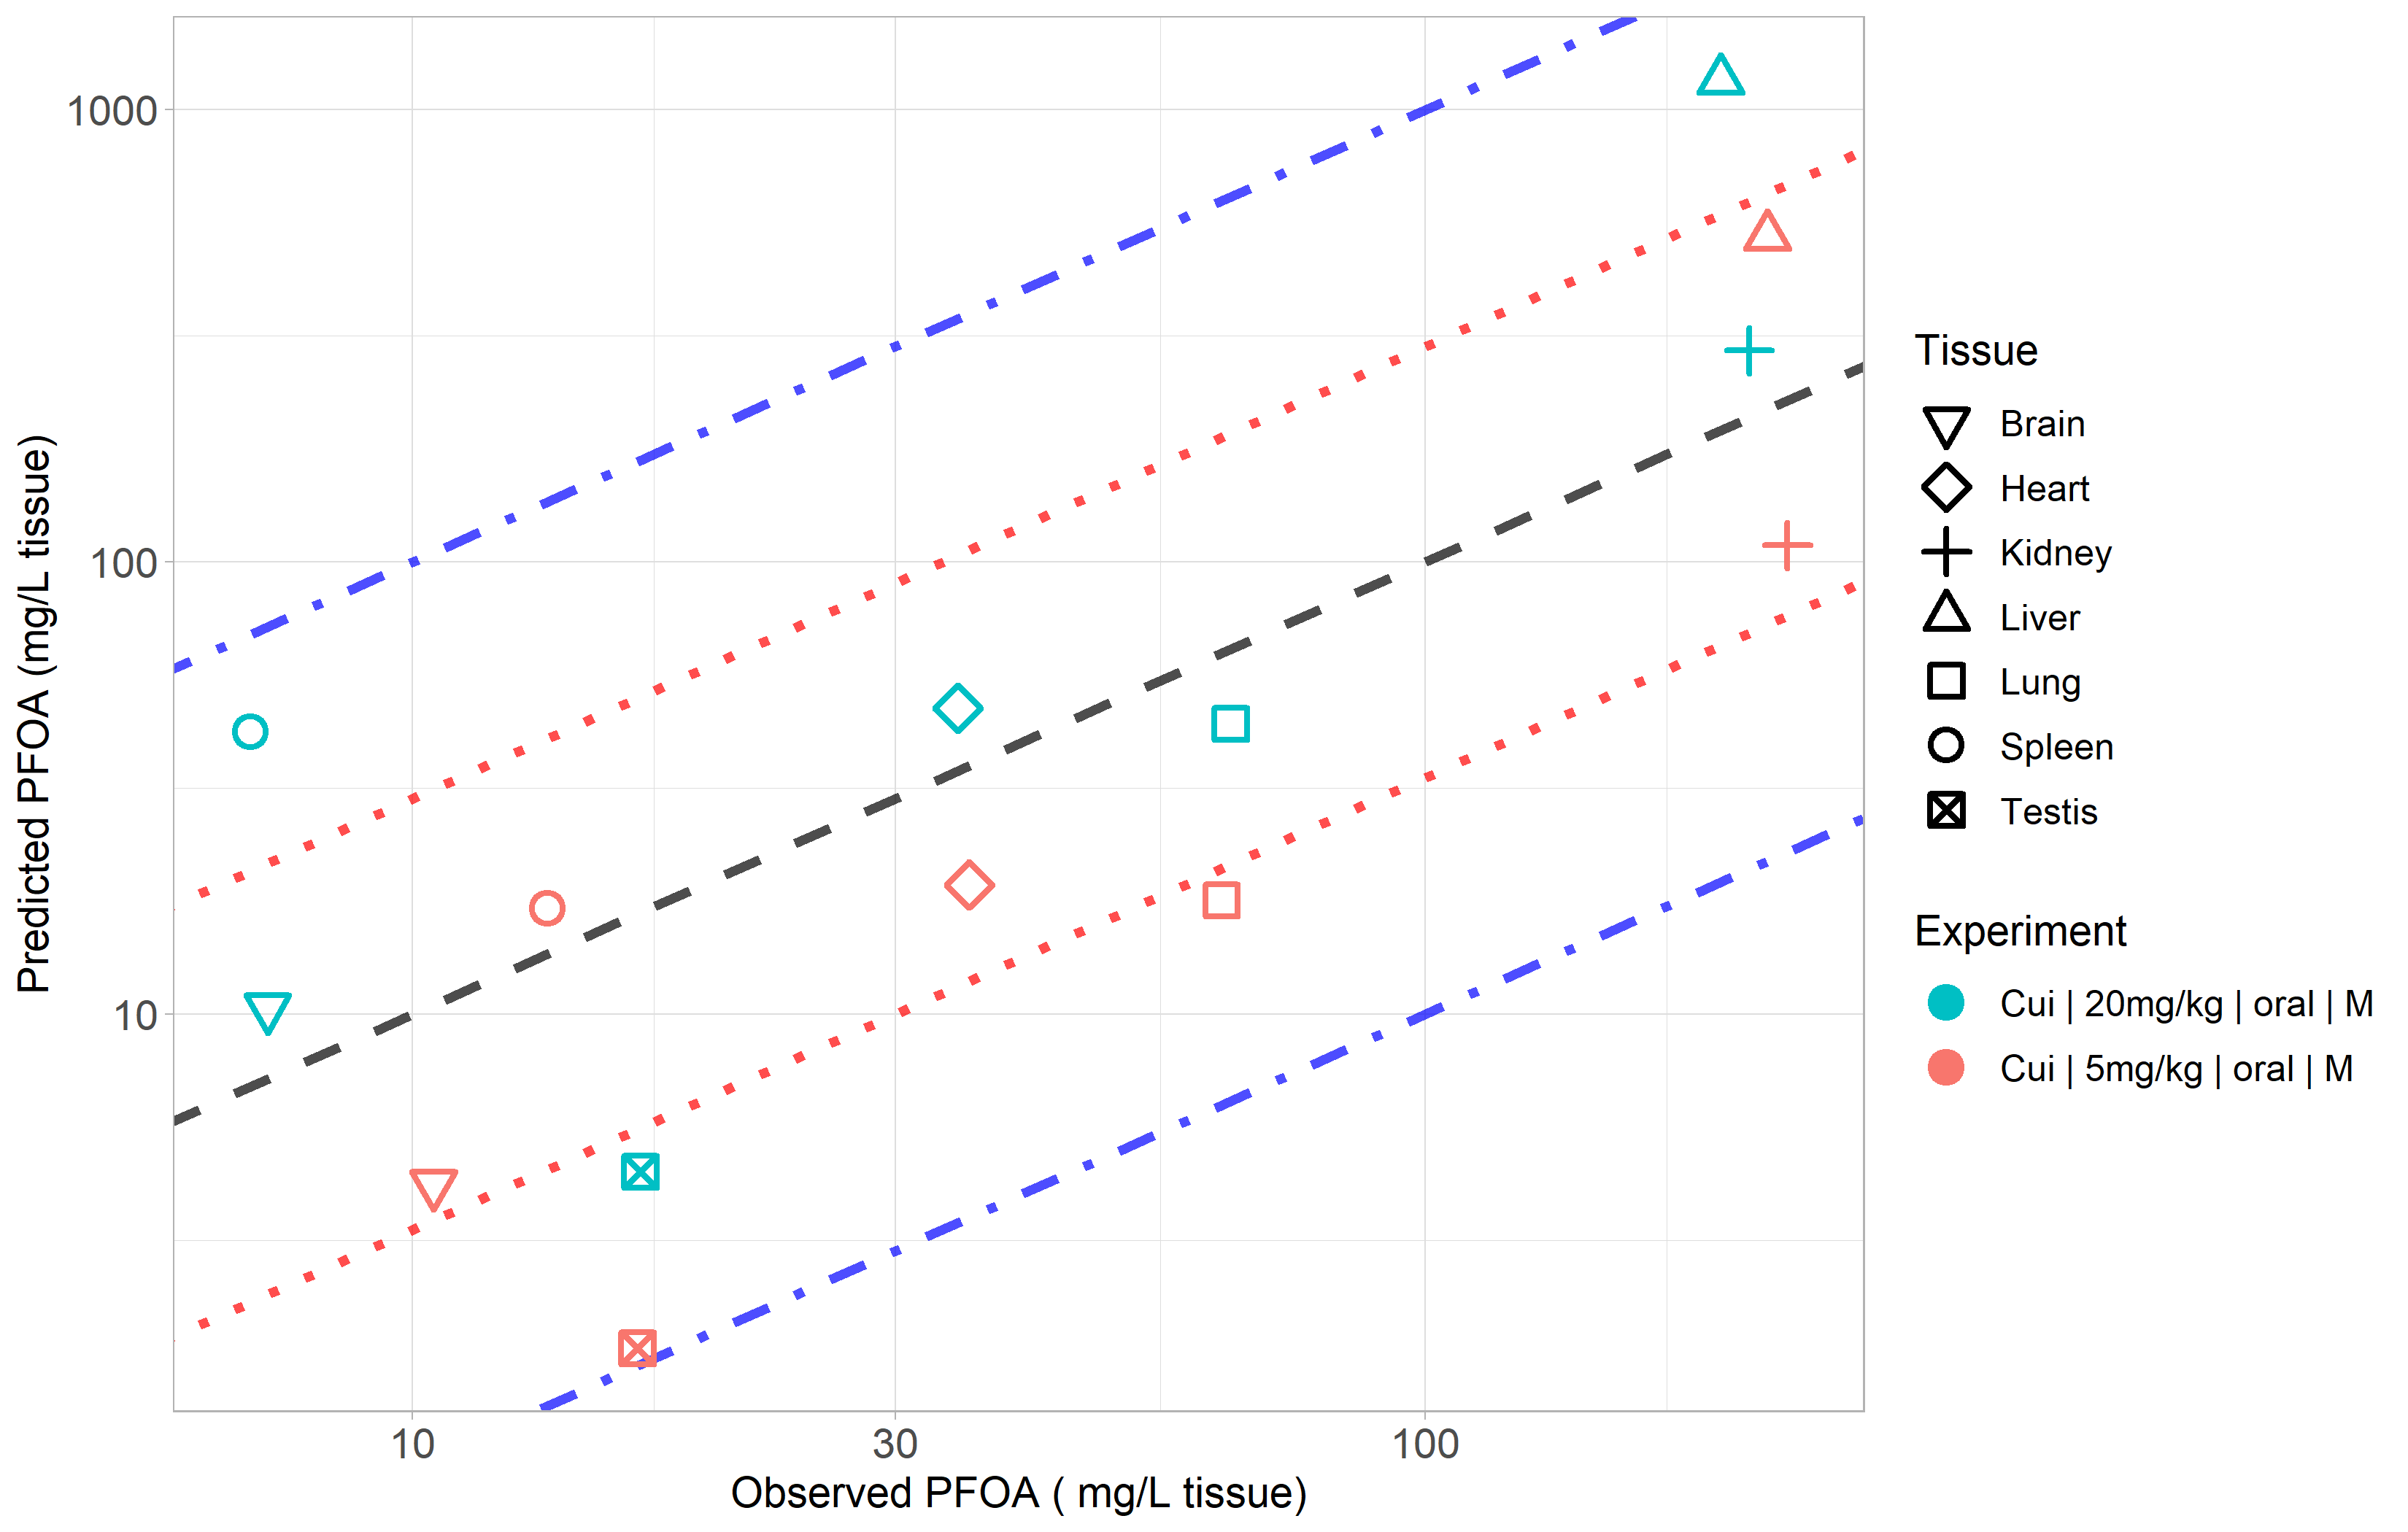 Predicted PFOA (mg/L tissue)
1000
100
10
10
30
100
Observed PFOA ( mg/L tissue)
Tissue
Brain
Heart
Kidney
Liver
Lung
Spleen
Testis
Experiment
Cui | 20mg/kg | oral | M
Cui | 5mg/kg | oral | M